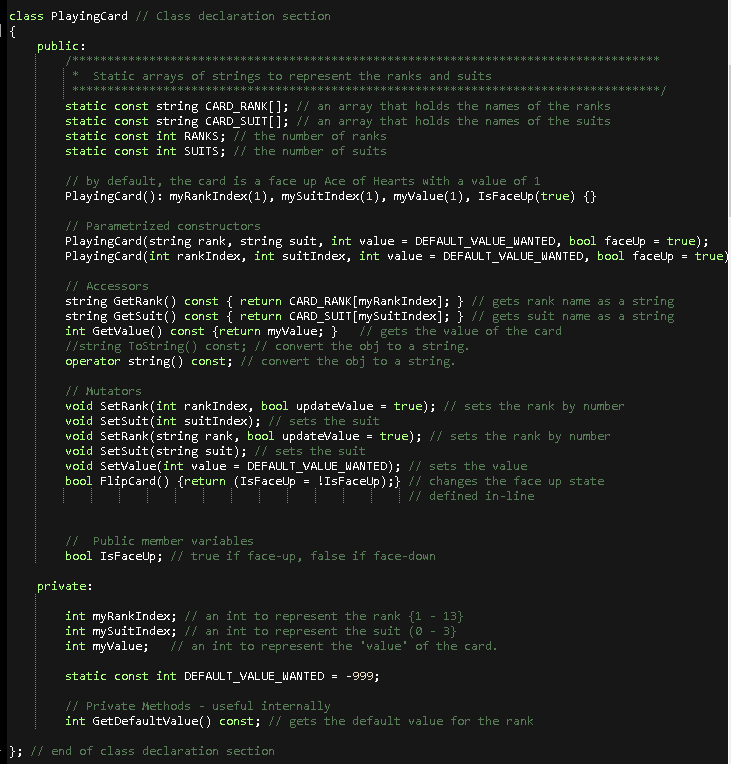 class PlayingCard // Class declaration section
{
public:
/************************************************************************************
* Static arrays of strings to represent the ranks and suits
************************************************************************************/
static const string CARD_RANK[]; // an array that holds the names of the ranks
static const string CARD_SUIT[]; // an array that holds the names of the suits
static const int RANKS; // the number of ranks
static const int SUITS; // the number of suits
// by default, the card is a face up Ace of Hearts with a value of 1
PlayingCard(): myRankIndex(1), mySuitIndex(1), myValue(1), IsFaceUp(true) {}
// Parametrized constructors
PlayingCard(string rank, string suit, int value = DEFAULT_VALUE_WANTED, bool faceUp = true);
PlayingCard(int rankIndex, int suitIndex, int value = DEFAULT_VALUE_WANTED, bool faceUp = true)
// Accessors
string GetRank() const { return CARD_RANK[myRankIndex]; } // gets rank name as a string
string GetSuit() const { return CARD_SUIT[mySuitIndex]; } // gets suit name as a string
int GetValue() const {return myValue; } // gets the value of the card
//string ToString() const; // convert the obj to a string.
operator string() const; // convert the obj to a string.
// Mutators
void SetRank(int rankIndex, bool updateValue = true); // sets the rank by number
void SetSuit(int suitIndex); // sets the suit
void SetRank(string rank, bool updateValue = true); // sets the rank by number
void SetSuit(string suit); // sets the suit
void SetValue(int value = DEFAULT_VALUE_WANTED); // sets the value
bool FlipCard() {return (IsFaceUp = !IsFaceUp);} // changes the face up state
// defined in-line
// Public member variables
bool IsFaceUp; // true if face-up, false if face-down
private:
int myRankIndex; // an int to represent the rank {1 - 13}
int mySuitIndex; // an int to represent the suit (0 - 3}
int myValue; // an int to represent the 'value' of the card.
static const int DEFAULT_VALUE_WANTED = -999;
// Private Methods - useful internally
int GetDefaultValue() const; // gets the default value for the rank
}; // end of class declaration section